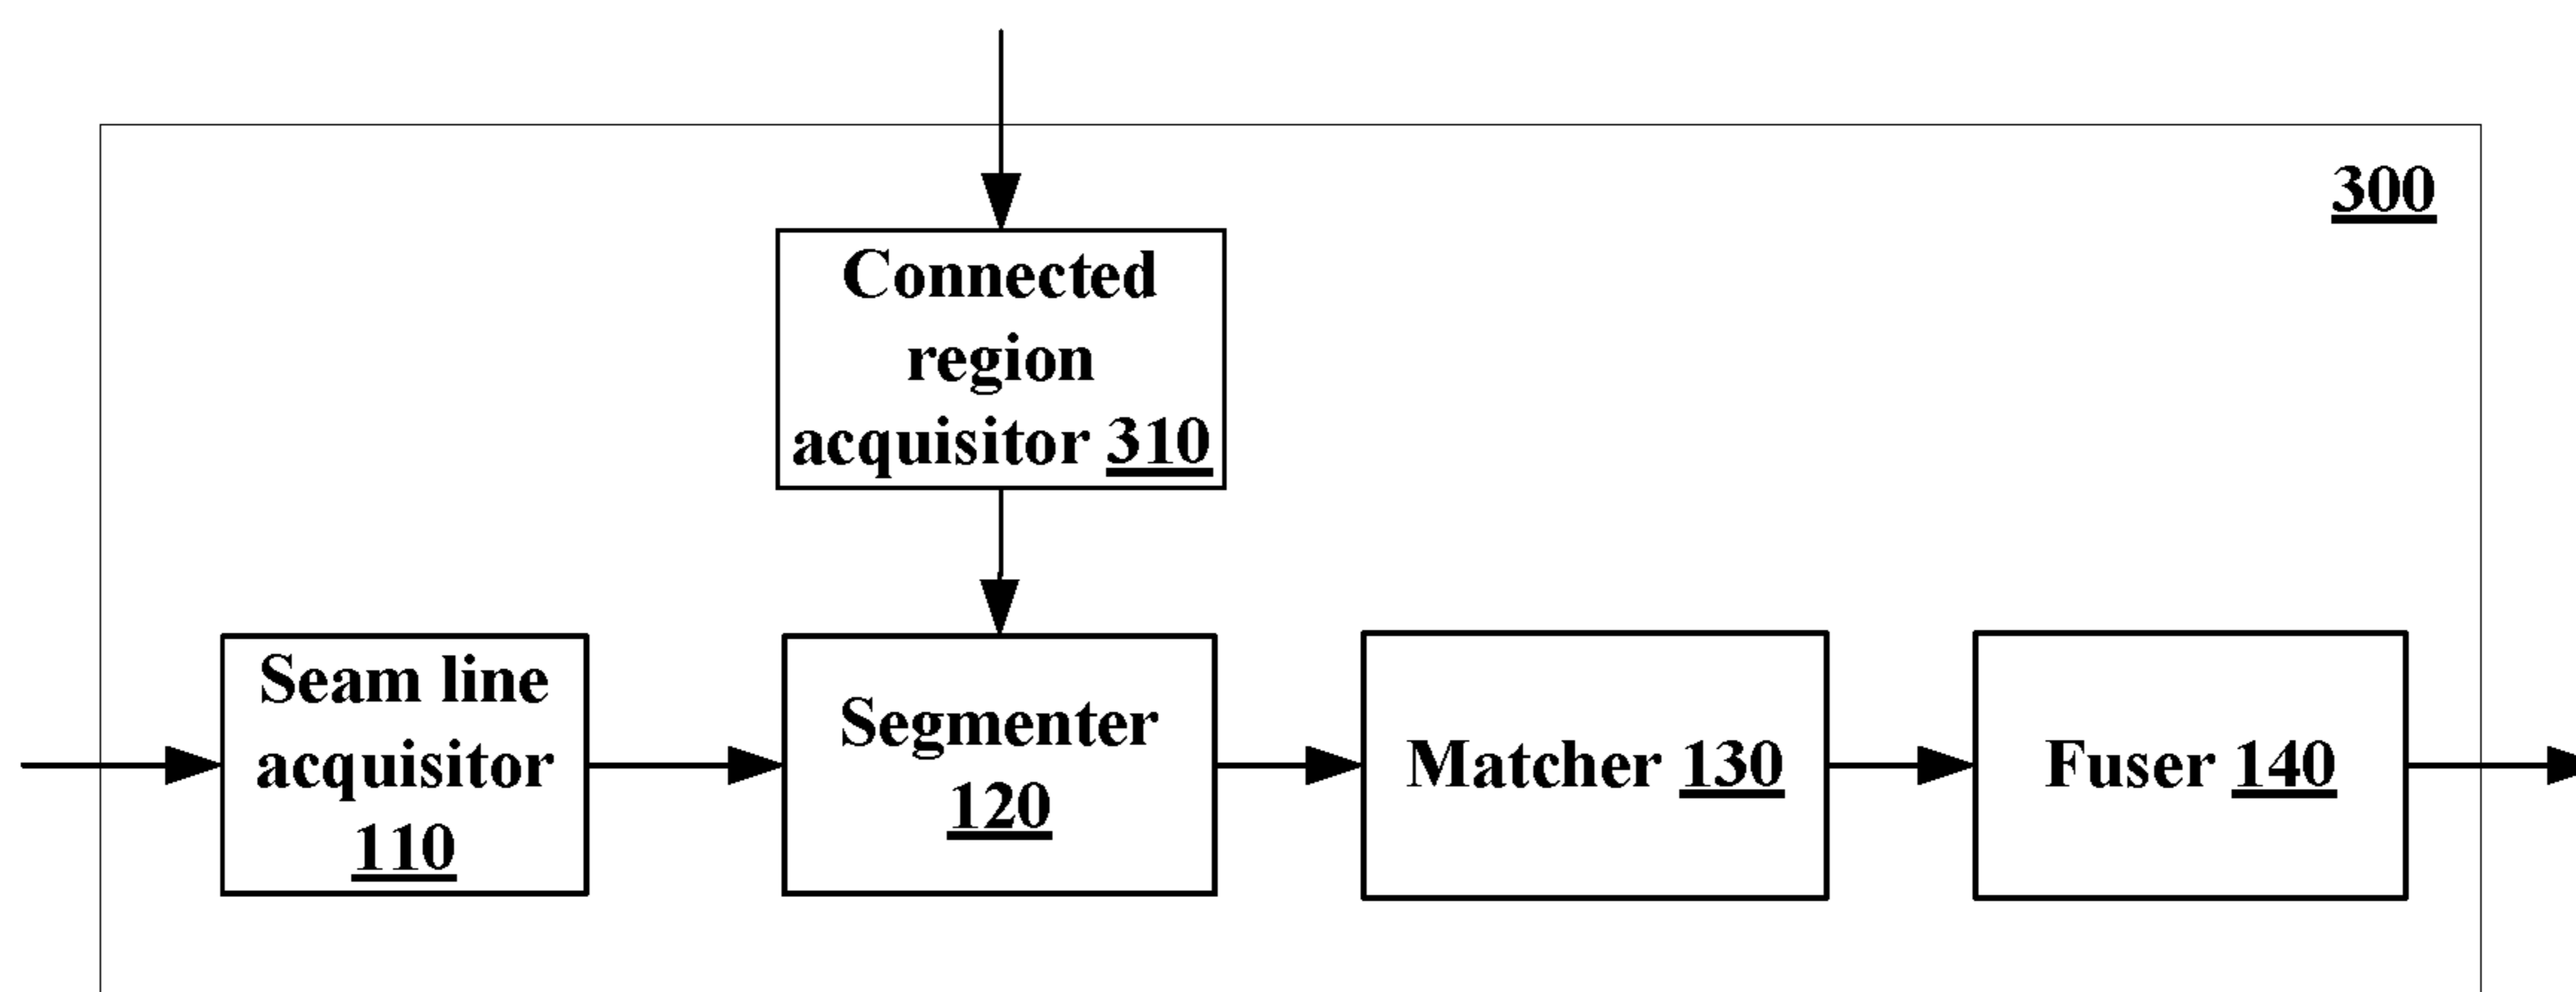 300
Connected
region
acquisitor 310
Seam line
acquisitor
110
Segmenter
120
Matcher 130
Fuser 140